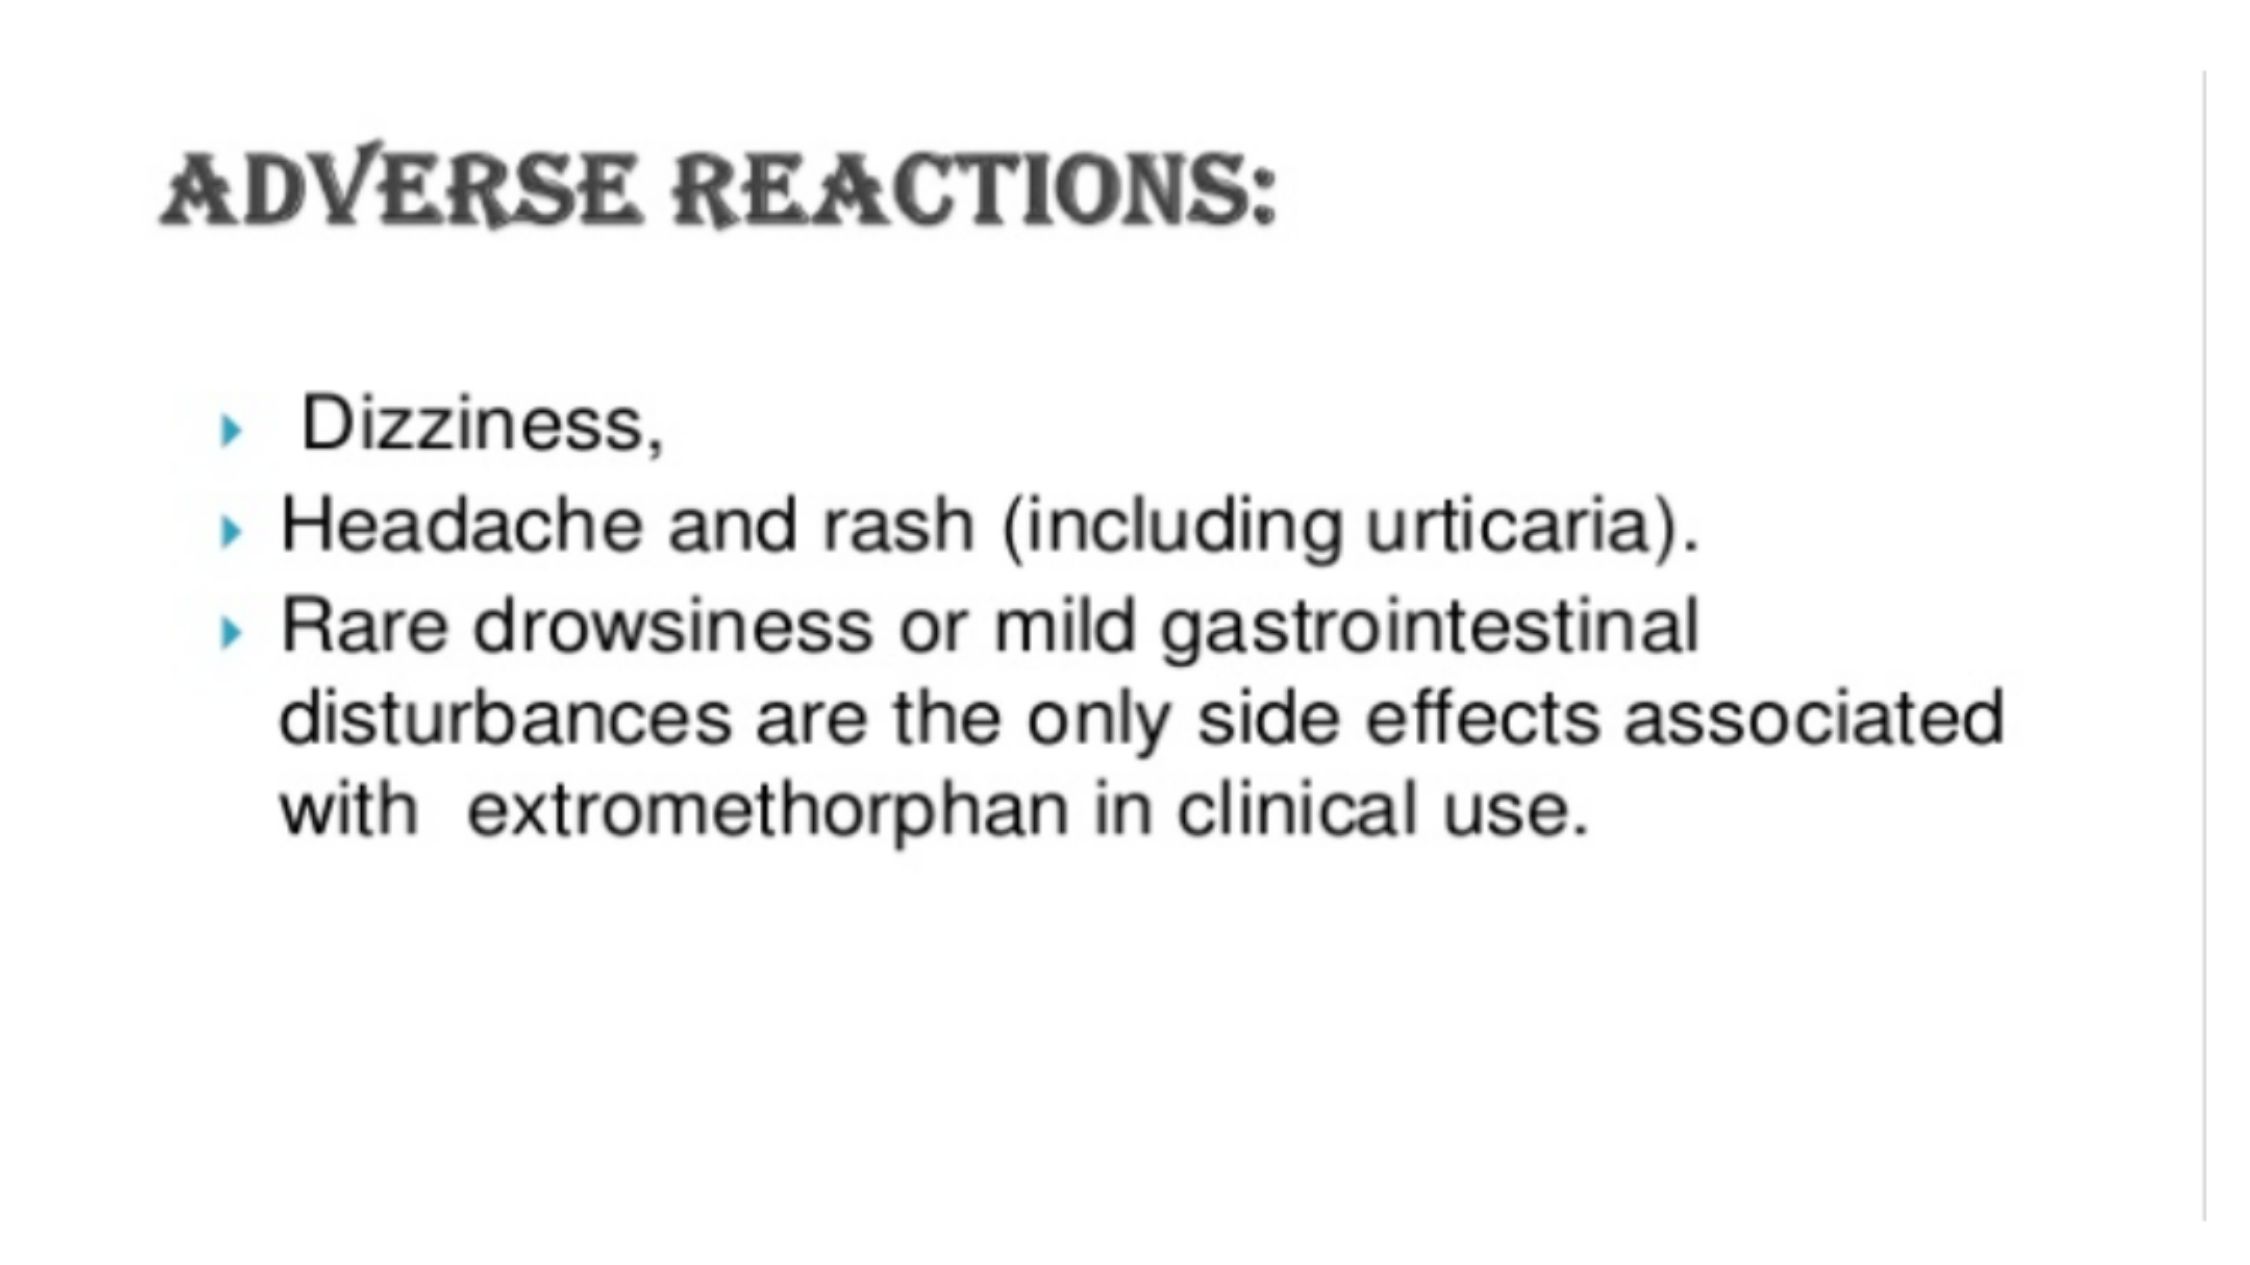 ADVERSE REACTIONS:
Dizziness,
Headache and rash (including urticaria).
Rare drowsiness or mild gastrointestinal
disturbances are the only side effects associated
with extromethorphan in clinical use.